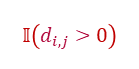 𝕀(d_{i,j} > 0)